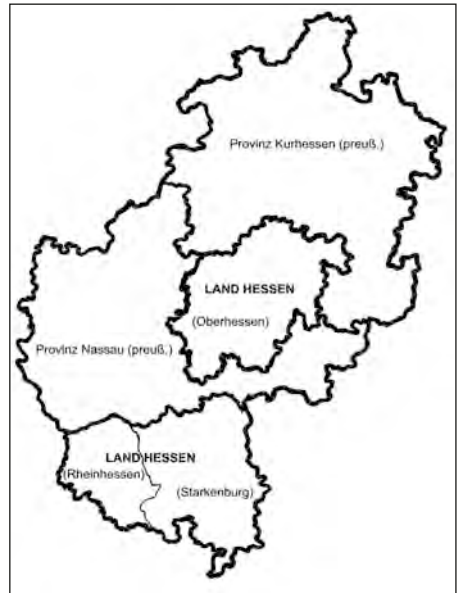 Provinz Kurhessen (preuß.)
LAND HESSEN
(Oberhessen)
Provinz Nassau (preuß.)
LAND HESSEN
(Rheinhessen)
(Starkenburg)